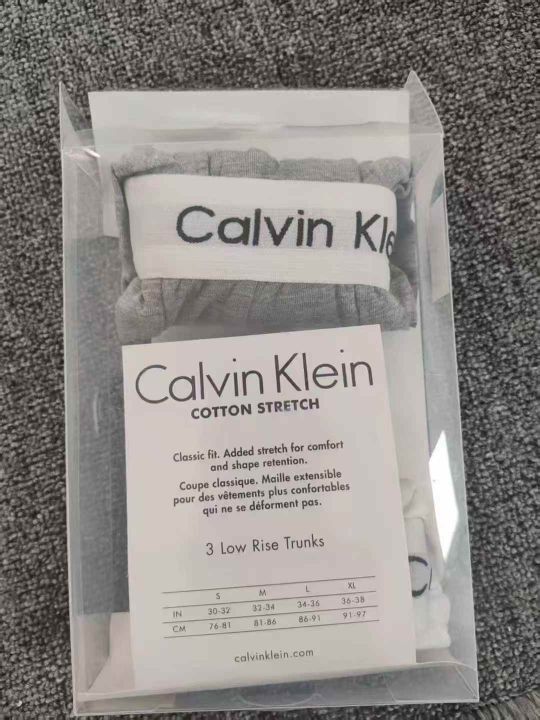 Calvin Kle
Calvin Klein
COTTON STRETCH
Classic fit. Added stretch for comfort
and shape retention.
Coupe classique. Maille extensible
pour des vêtements plus confortables
qui ne se déforment pas.
3 Low Rise Trunks
S M L XL
IN 30-32 32-34 34-36 36-38
CM 76-81 81-86 86-91 91-97
calvinklein.com
C